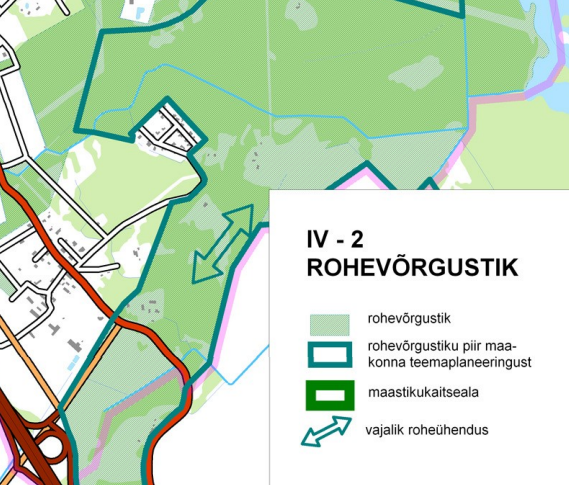 IV - 2
ROHEVÕRGUSTIK
rohevõrgustik
rohevõrgustiku piir maa-
konna teemaplaneeringust
maastikukaitseala
vajalik roheühendus